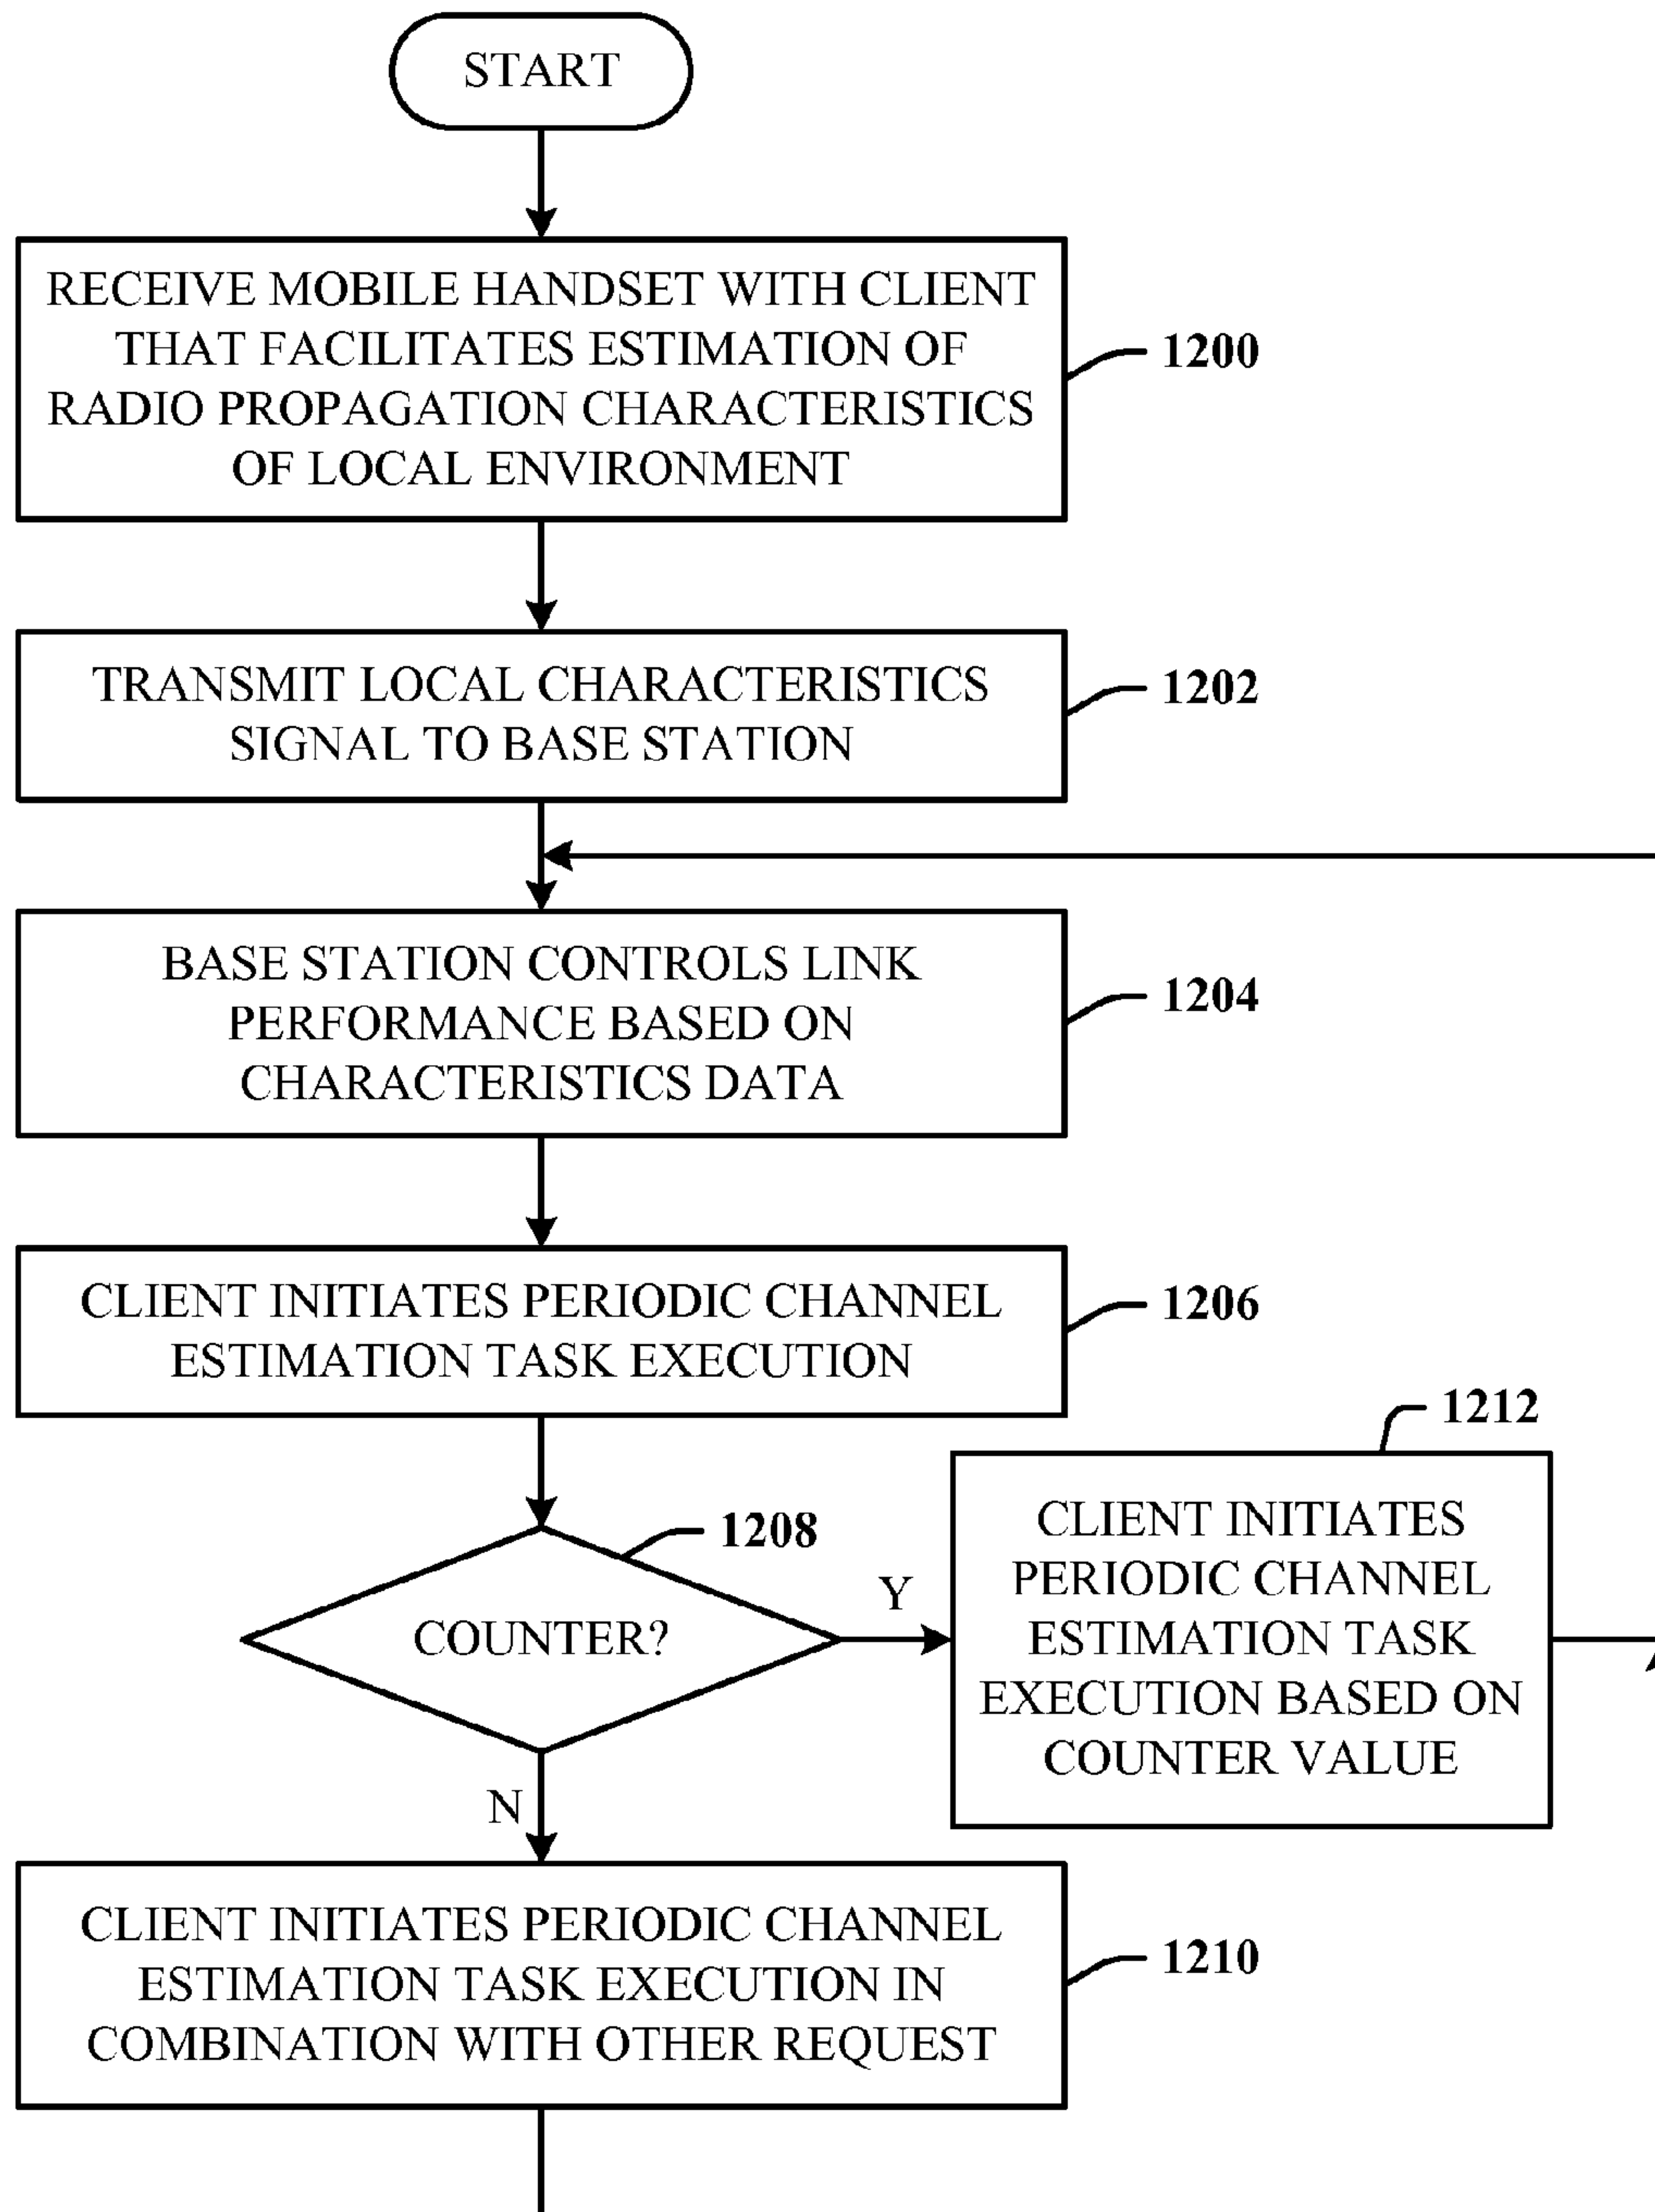 START
RECEIVE MOBILE HANDSET WITH CLIENT
THAT FACILITATES ESTIMATION OF
RADIO PROPAGATION CHARACTERISTICS
OF LOCAL ENVIRONMENT
1200
TRANSMIT LOCAL CHARACTERISTICS
SIGNAL TO BASE STATION
1202
BASE STATION CONTROLS LINK
PERFORMANCE BASED ON
CHARACTERISTICS DATA
1204
CLIENT INITIATES PERIODIC CHANNEL
ESTIMATION TASK EXECUTION
1206
COUNTER?
1208
Y
N
1212
CLIENT INITIATES
PERIODIC CHANNEL
ESTIMATION TASK
EXECUTION BASED ON
COUNTER VALUE
CLIENT INITIATES PERIODIC CHANNEL
ESTIMATION TASK EXECUTION IN
COMBINATION WITH OTHER REQUEST
1210